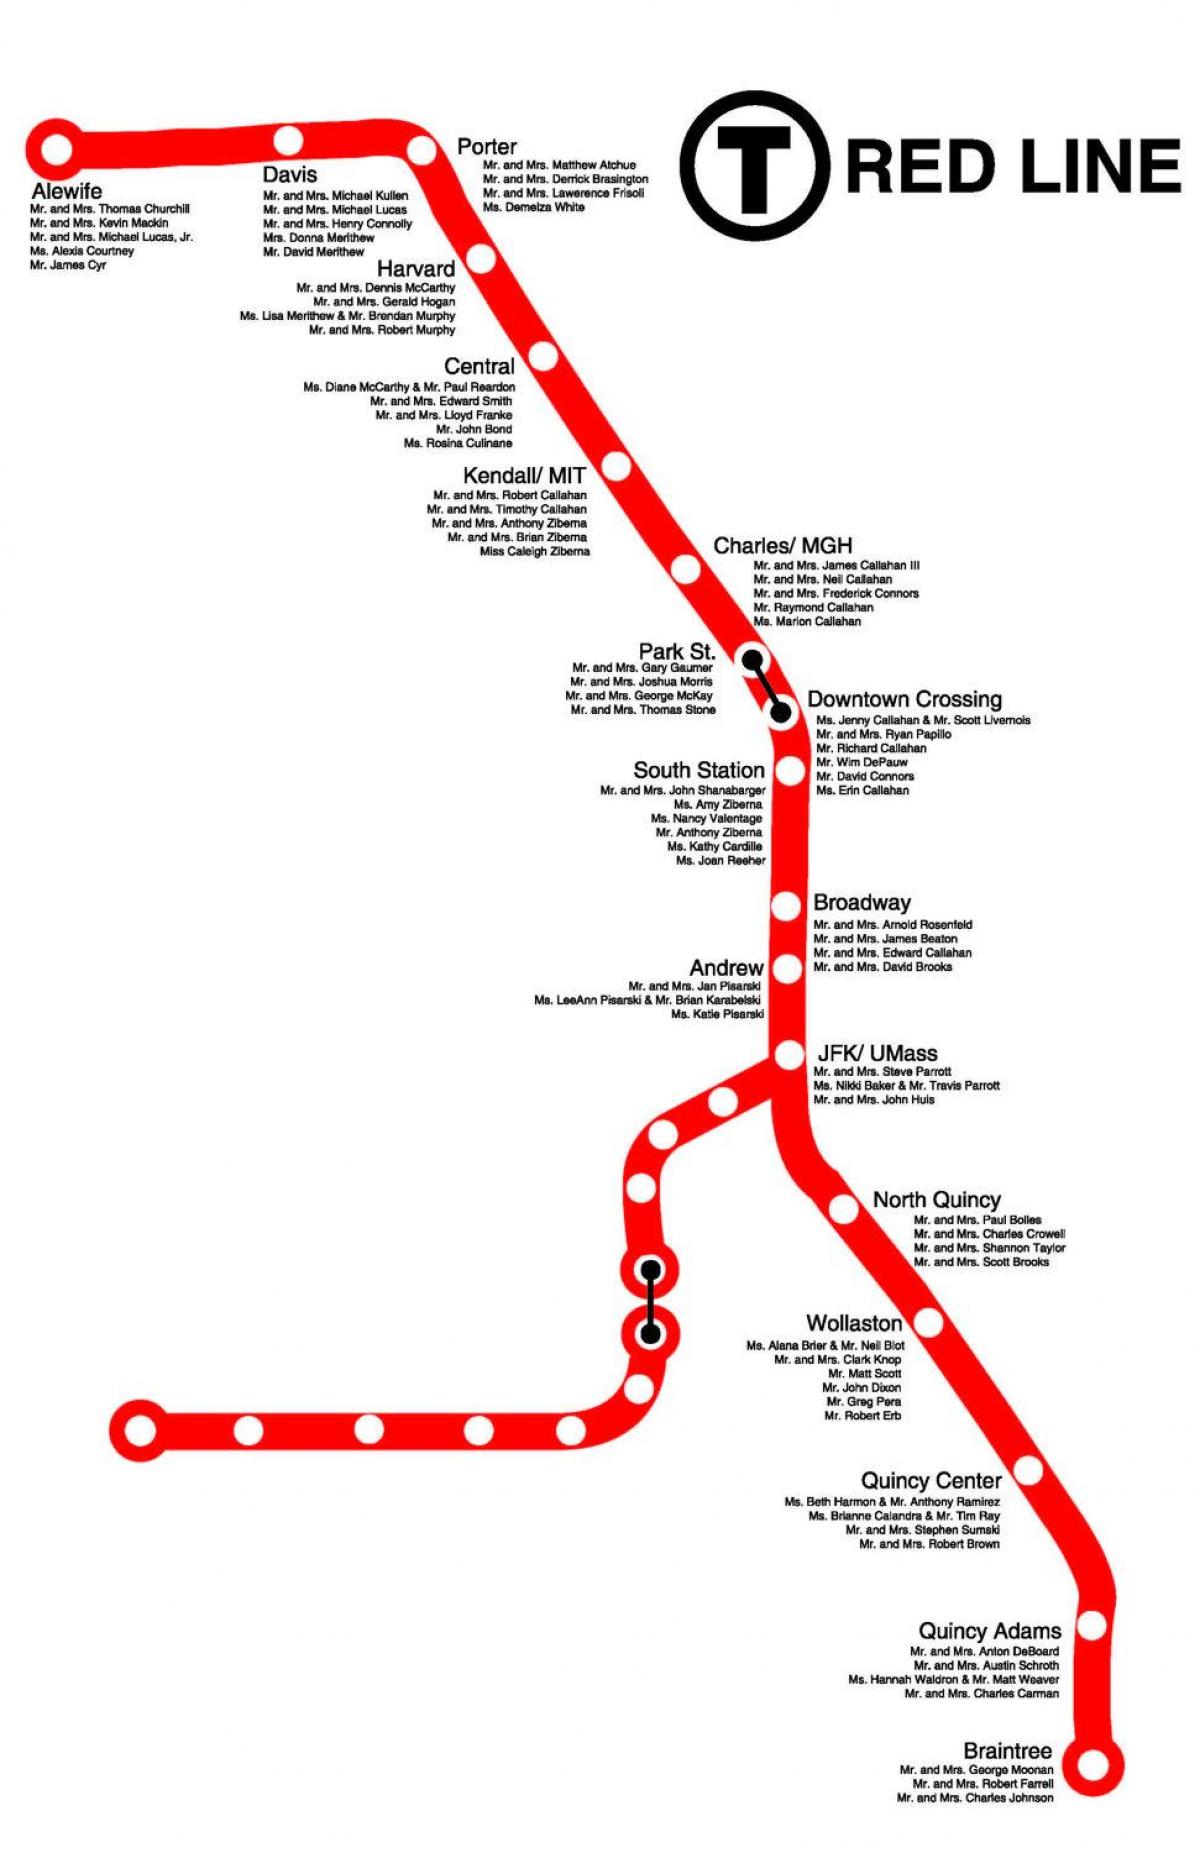 T RED LINE
Alewife
Mr. and Mrs. Thomas Churchill
Mr. and Mrs. Kevin Mackin
Mr. and Mrs. Michael Lucas, Jr.
Ms. Alexis Courtney
Mr. James Cyr
Davis
Mr. and Mrs. Michael Kullen
Mr. and Mrs. Michael Lucas
Mr. and Mrs. Henry Connolly
Mrs. Donna Merithew
Mr. David Merithew
Porter
Mr. and Mrs. Matthew Atchue
Mr. and Mrs. Derrick Brasington
Mr. and Mrs. Lawerence Frisoli
Ms. Demelza White
Harvard
Mr. and Mrs. Dennis McCarthy
Mr. and Mrs. Gerald Hogan
Ms. Lisa Merithew & Mr. Brendan Murphy
Mr. and Mrs. Robert Murphy
Central
Ms. Diane McCarthy & Mr. Paul Reardon
Mr. and Mrs. Edward Smith
Mr. and Mrs. Lloyd Franke
Mr. John Bond
Ms. Rosina Culinane
Kendall/ MIT
Mr. and Mrs. Robert Callahan
Mr. and Mrs. Timothy Callahan
Mr. and Mrs. Anthony Ziberna
Mr. and Mrs. Brian Ziberna
Miss Caleigh Ziberna
Charles/ MGH
Mr. and Mrs. James Callahan III
Mr. and Mrs. Neil Callahan
Mr. and Mrs. Frederick Connors
Mr. Raymond Callahan
Ms. Marion Callahan
Park St.
Mr. and Mrs. Gary Gaumer
Mr. and Mrs. Joshua Morris
Mr. and Mrs. George McKay
Mr. and Mrs. Thomas Stone
Downtown Crossing
Ms. Jenny Callahan & Mr. Scott Livernois
Mr. and Mrs. Ryan Papillo
Mr. Richard Callahan
Mr. Wim DePauw
Mr. David Connors
Ms. Erin Callahan
South Station
Mr. and Mrs. John Shanabarger
Ms. Amy Ziberna
Ms. Nancy Valentage
Mr. Anthony Ziberna
Ms. Kathy Cardille
Ms. Joan Reeher
Broadway
Mr. and Mrs. Arnold Rosenfeld
Mr. and Mrs. James Beaton
Mr. and Mrs. Edward Callahan
Mr. and Mrs. David Brooks
Andrew
Mr. and Mrs. Jan Pisarski
Ms. LeeAnn Pisarski & Mr. Brian Karabelski
Ms. Katie Pisarski
JFK/ UMass
Mr. and Mrs. Steve Parrott
Ms. Nikki Baker & Mr. Travis Parrott
Mr. and Mrs. John Huis
North Quincy
Mr. and Mrs. Paul Bolles
Mr. and Mrs. Charles Crowell
Mr. and Mrs. Shannon Taylor
Mr. and Mrs. Scott Brooks
Wollaston
Ms. Alana Brier & Mr. Neil Blot
Mr. and Mrs. Clark Knop
Mr. Matt Scott
Mr. John Dixon
Mr. Greg Pera
Mr. Robert Erb
Quincy Center
Ms. Beth Harmon & Mr. Anthony Ramirez
Ms. Brianne Calandra & Mr. Tim Ray
Mr. and Mrs. Stephen Sumski
Mr. and Mrs. Robert Brown
Quincy Adams
Mr. and Mrs. Anton DeBoard
Mr. and Mrs. Austin Schroth
Ms. Hannah Waldron & Mr. Matt Weaver
Mr. and Mrs. Charles Carman
Braintree
Mr. and Mrs. George Moonan
Mr. and Mrs. Robert Farrell
Mr. and Mrs. Charles Johnson